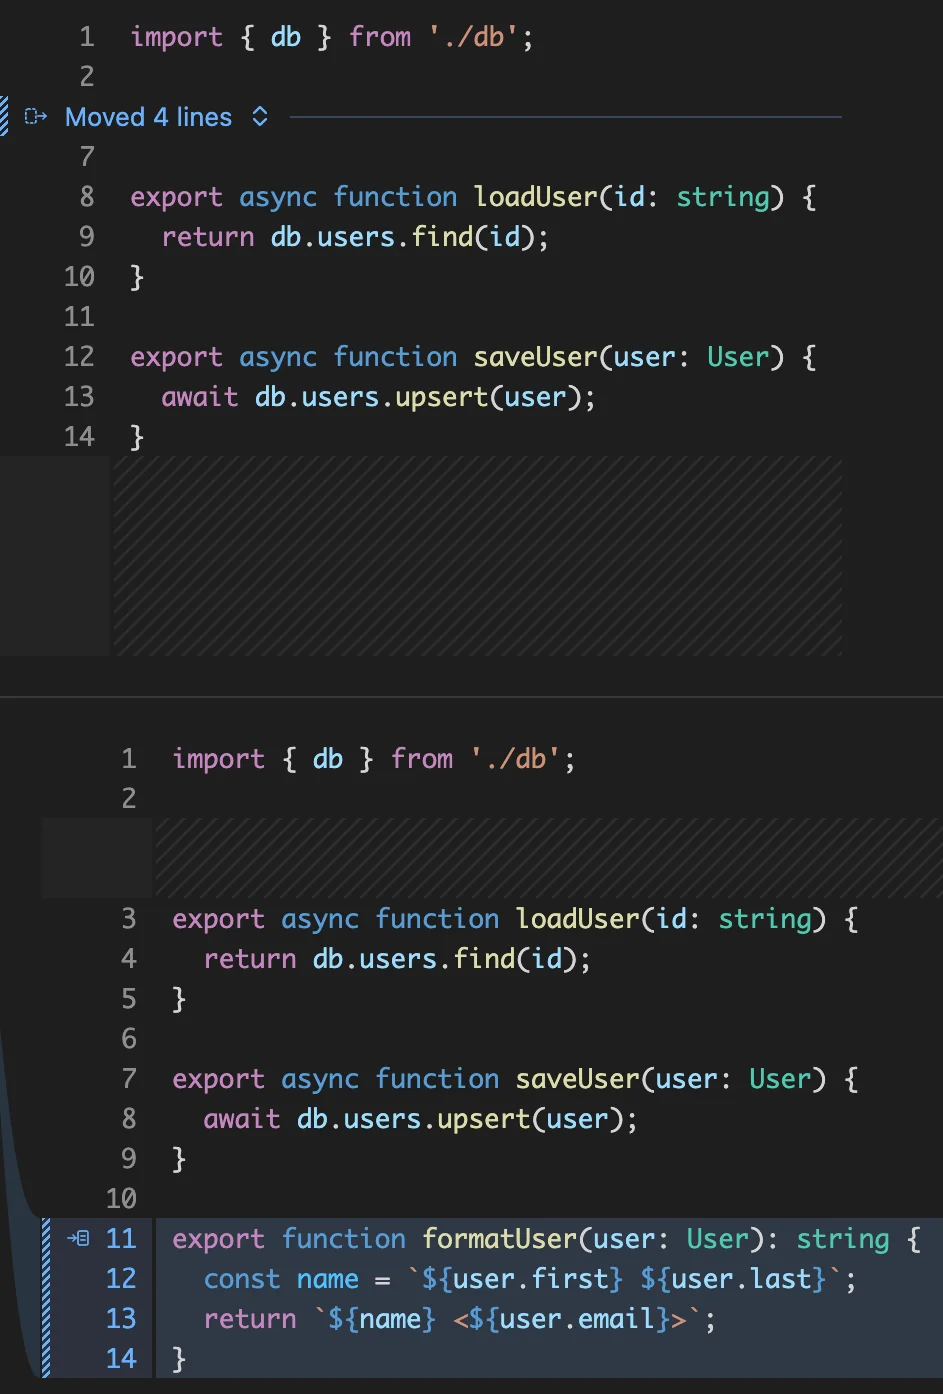 1 import { db } from './db';
2
Moved 4 lines
7
8 export async function loadUser(id: string) {
9   return db.users.find(id);
10 }
11
12 export async function saveUser(user: User) {
13   await db.users.upsert(user);
14 }
1 import { db } from './db';
2
3 export async function loadUser(id: string) {
4   return db.users.find(id);
5 }
6
7 export async function saveUser(user: User) {
8   await db.users.upsert(user);
9 }
10
11 export function formatUser(user: User): string {
12   const name = `${user.first} ${user.last}`;
13   return `${name} <${user.email}>`;
14 }